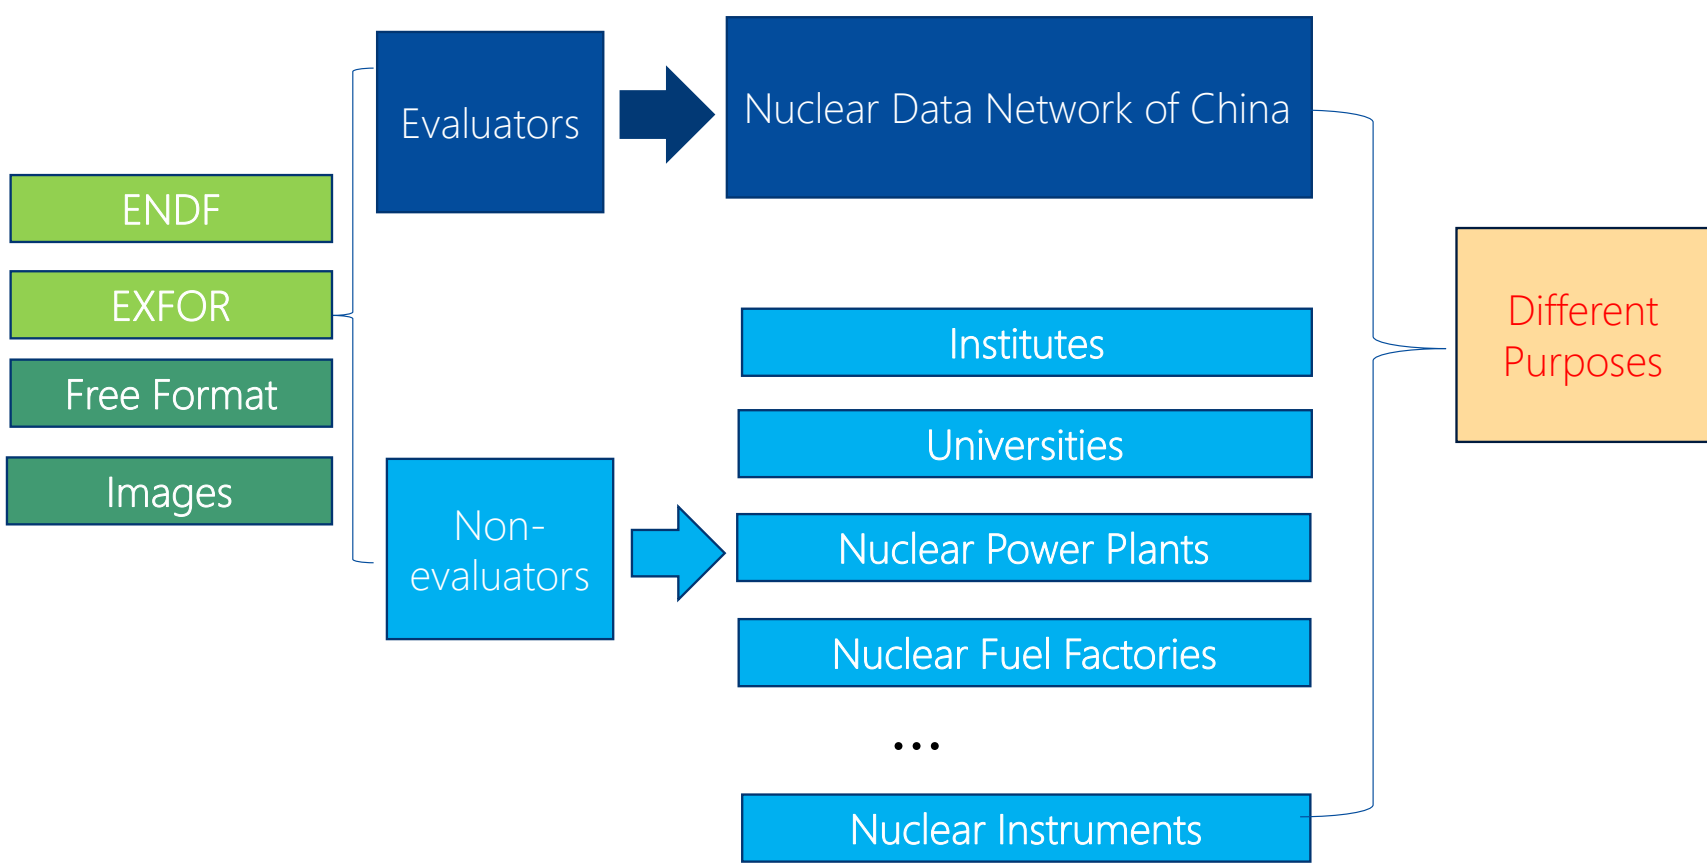 ENDF
EXFOR
Free Format
Images
Evaluators
Non-
evaluators
Nuclear Data Network of China
Institutes
Universities
Nuclear Power Plants
Nuclear Fuel Factories
...
Nuclear Instruments
Different
Purposes